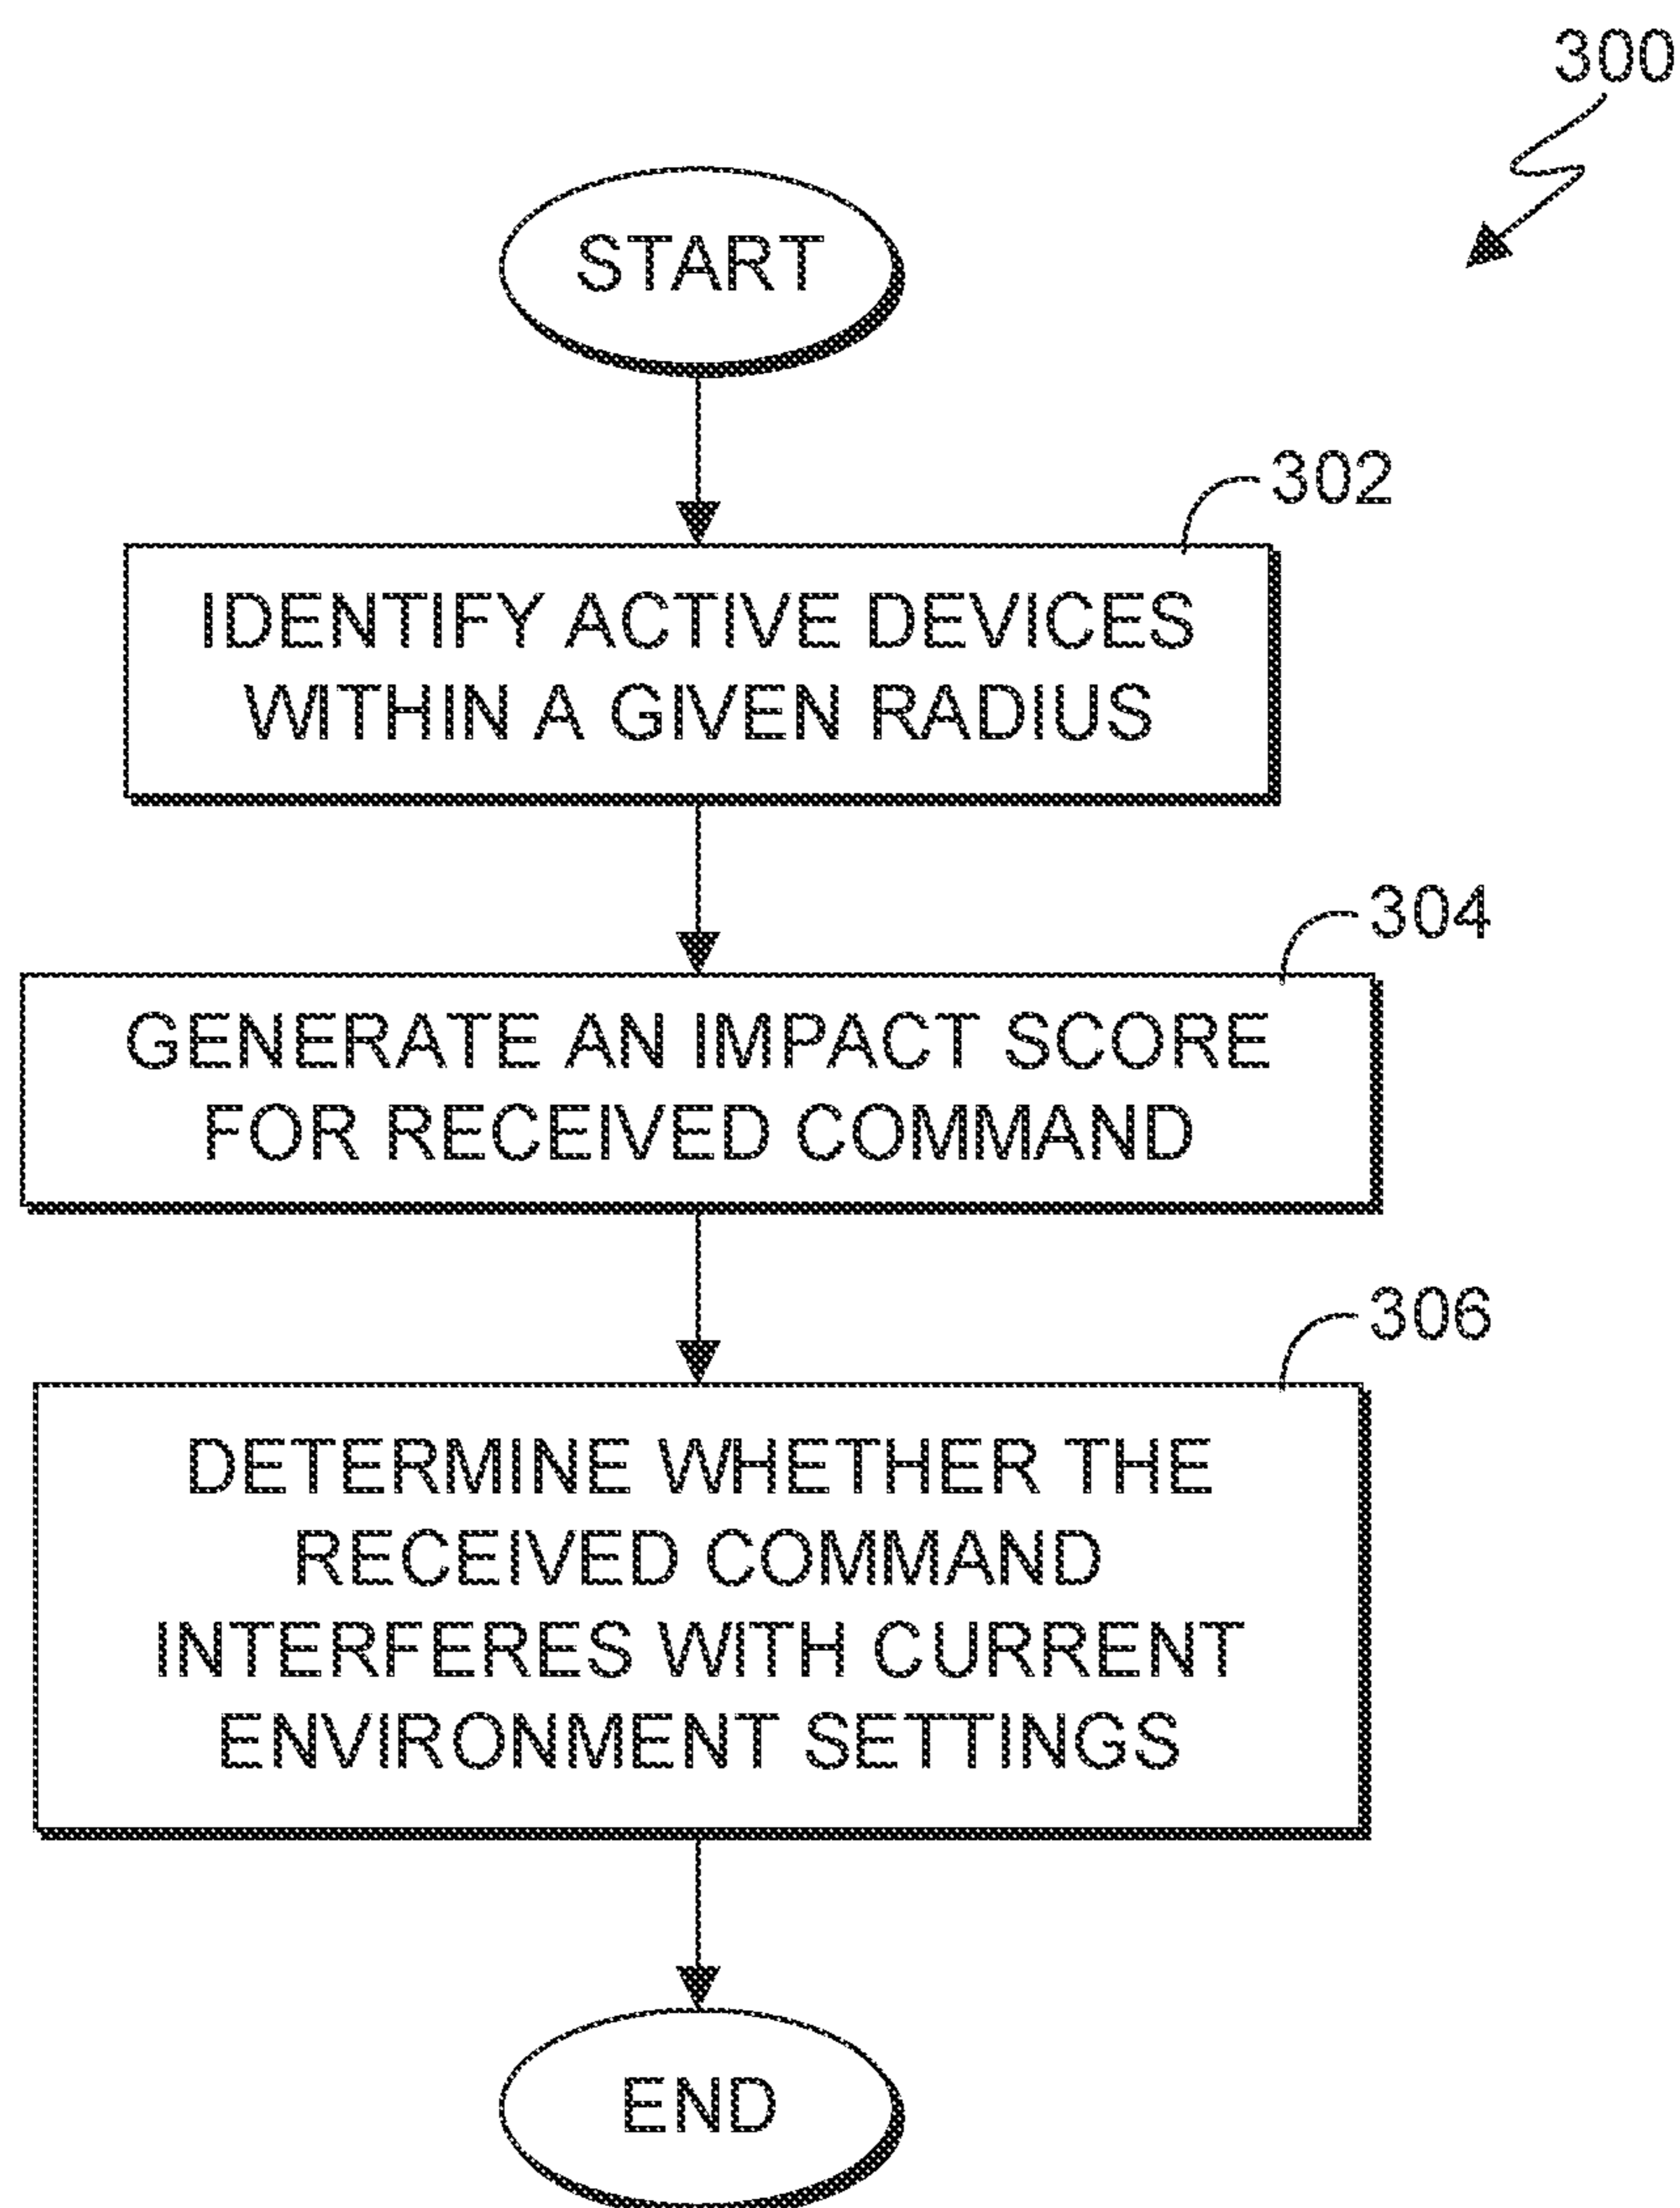 300
START
302
IDENTIFY ACTIVE DEVICES
WITHIN A GIVEN RADIUS
304
GENERATE AN IMPACT SCORE
FOR RECEIVED COMMAND
306
DETERMINE WHETHER THE
RECEIVED COMMAND
INTERFERES WITH CURRENT
ENVIRONMENT SETTINGS
END